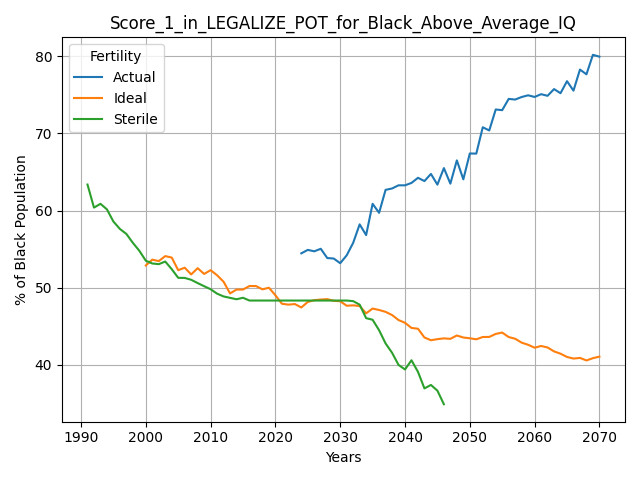 Score_1_in_LEGALIZE_POT_for_Black_Above_Average_IQ
Fertility
Actual
Ideal
Sterile
% of Black Population
80
70
60
50
40
1990
2000
2010
2020
2030
2040
2050
2060
2070
Years